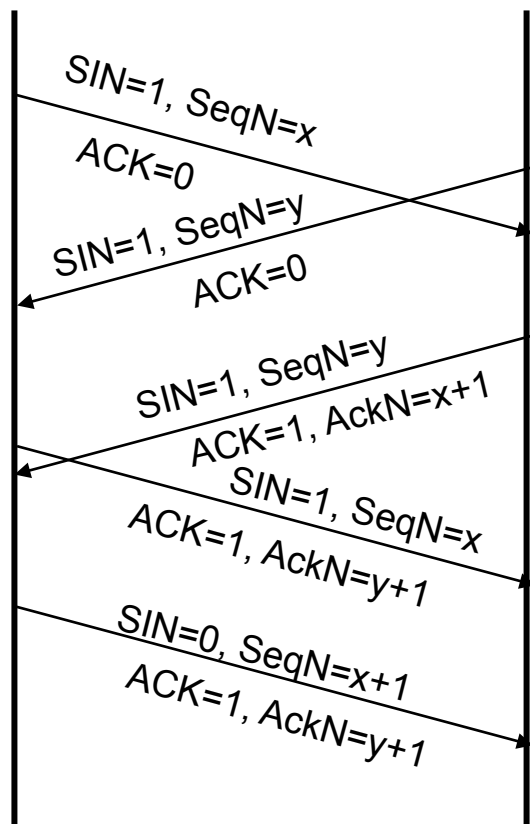 SIN=1, SeqN=x
ACK=0
SIN=1, SeqN=y
ACK=0
SIN=1, SeqN=y
ACK=1, AckN=x+1
SIN=1, SeqN=x
ACK=1, AckN=y+1
SIN=0, SeqN=x+1
ACK=1, AckN=y+1